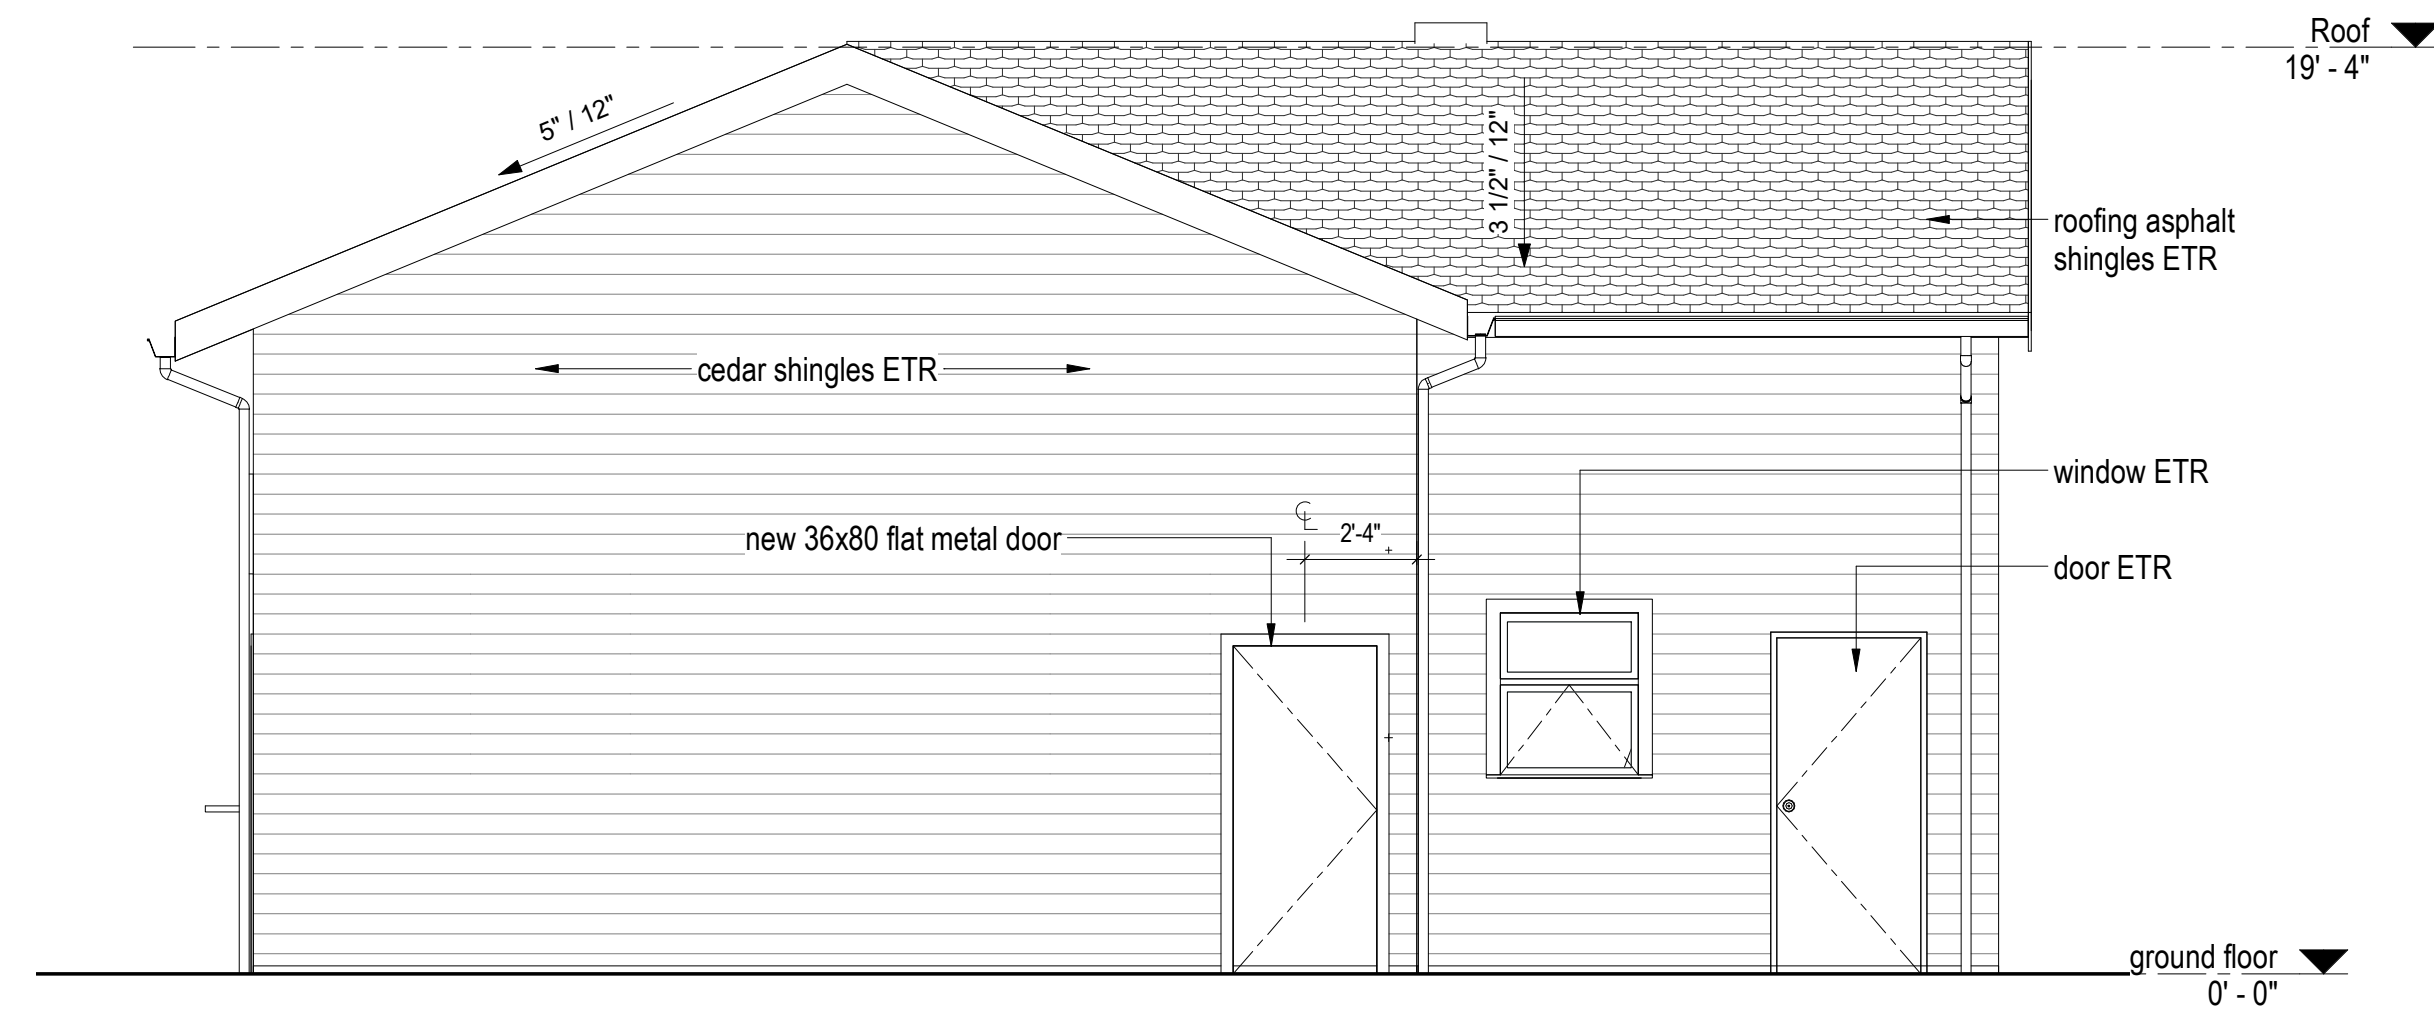 Roof
19' - 4"
5" / 12"
3 1/2" / 12"
roofing asphalt
shingles ETR
cedar shingles ETR
window ETR
℄
2'-4"
new 36x80 flat metal door
door ETR
ground floor
0' - 0"